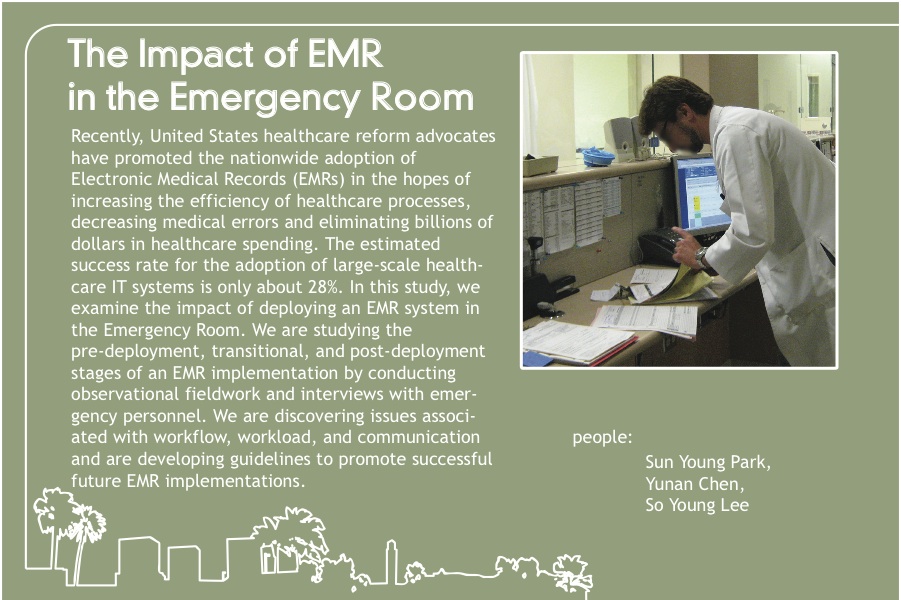 The Impact of EMR
in the Emergency Room
Recently, United States healthcare reform advocates
have promoted the nationwide adoption of
Electronic Medical Records (EMRs) in the hopes of
increasing the efficiency of healthcare processes,
decreasing medical errors and eliminating billions of
dollars in healthcare spending. The estimated
success rate for the adoption of large-scale health-
care IT systems is only about 28%. In this study, we
examine the impact of deploying an EMR system in
the Emergency Room. We are studying the
pre-deployment, transitional, and post-deployment
stages of an EMR implementation by conducting
observational fieldwork and interviews with emer-
gency personnel. We are discovering issues associ-
ated with workflow, workload, and communication
and are developing guidelines to promote successful
future EMR implementations.
people:
Sun Young Park,
Yunan Chen,
So Young Lee